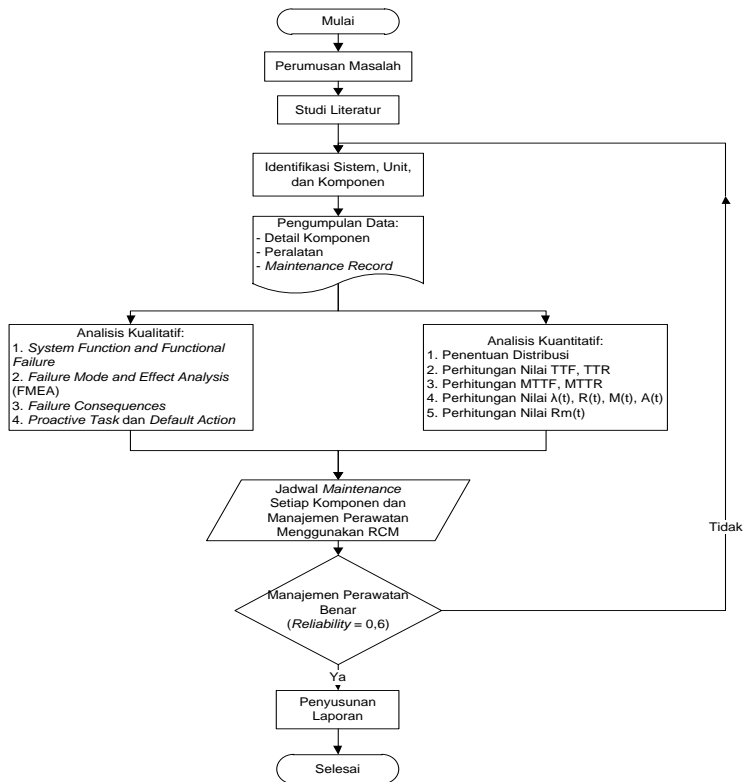 Mulai
Perumusan Masalah
Studi Literatur
Identifikasi Sistem, Unit,
dan Komponen
Pengumpulan Data:
- Detail Komponen
- Peralatan
- Maintenance Record
Analisis Kualitatif:
1. System Function and Functional
Failure
2. Failure Mode and Effect Analysis
(FMEA)
3. Failure Consequences
4. Proactive Task dan Default Action
Analisis Kuantitatif:
1. Penentuan Distribusi
2. Perhitungan Nilai TTF, TTR
3. Perhitungan MTTF, MTTR
4. Perhitungan Nilai λ(t), R(t), M(t), A(t)
5. Perhitungan Nilai Rm(t)
Jadwal Maintenance
Setiap Komponen dan
Manajemen Perawatan
Menggunakan RCM
Tidak
Manajemen Perawatan
Benar
(Reliability = 0,6)
Ya
Penyusunan
Laporan
Selesai